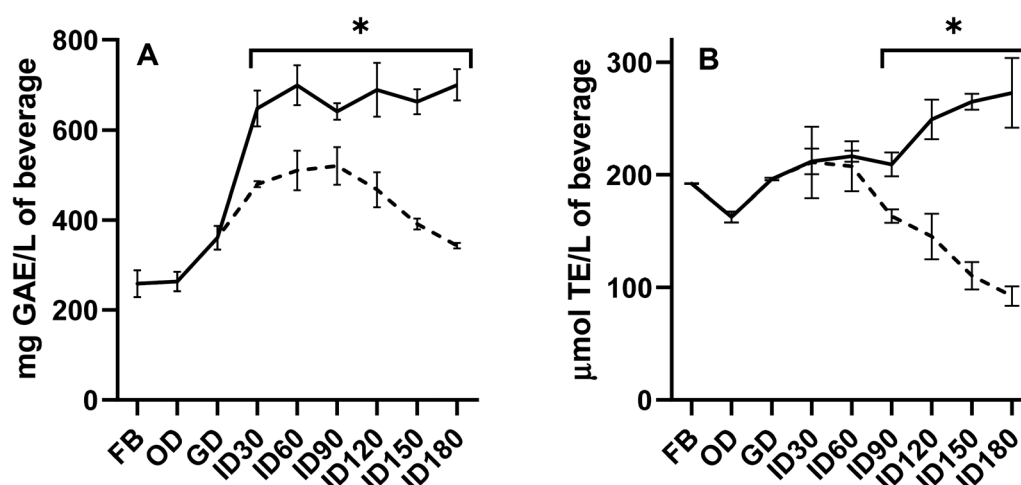 A
*
mg GAE/L of beverage
800
600
400
200
0
FB
OD
GD
ID30
ID60
ID90
ID120
ID150
ID180
B
*
μmol TE/L of beverage
300
200
100
0
FB
OD
GD
ID30
ID60
ID90
ID120
ID150
ID180